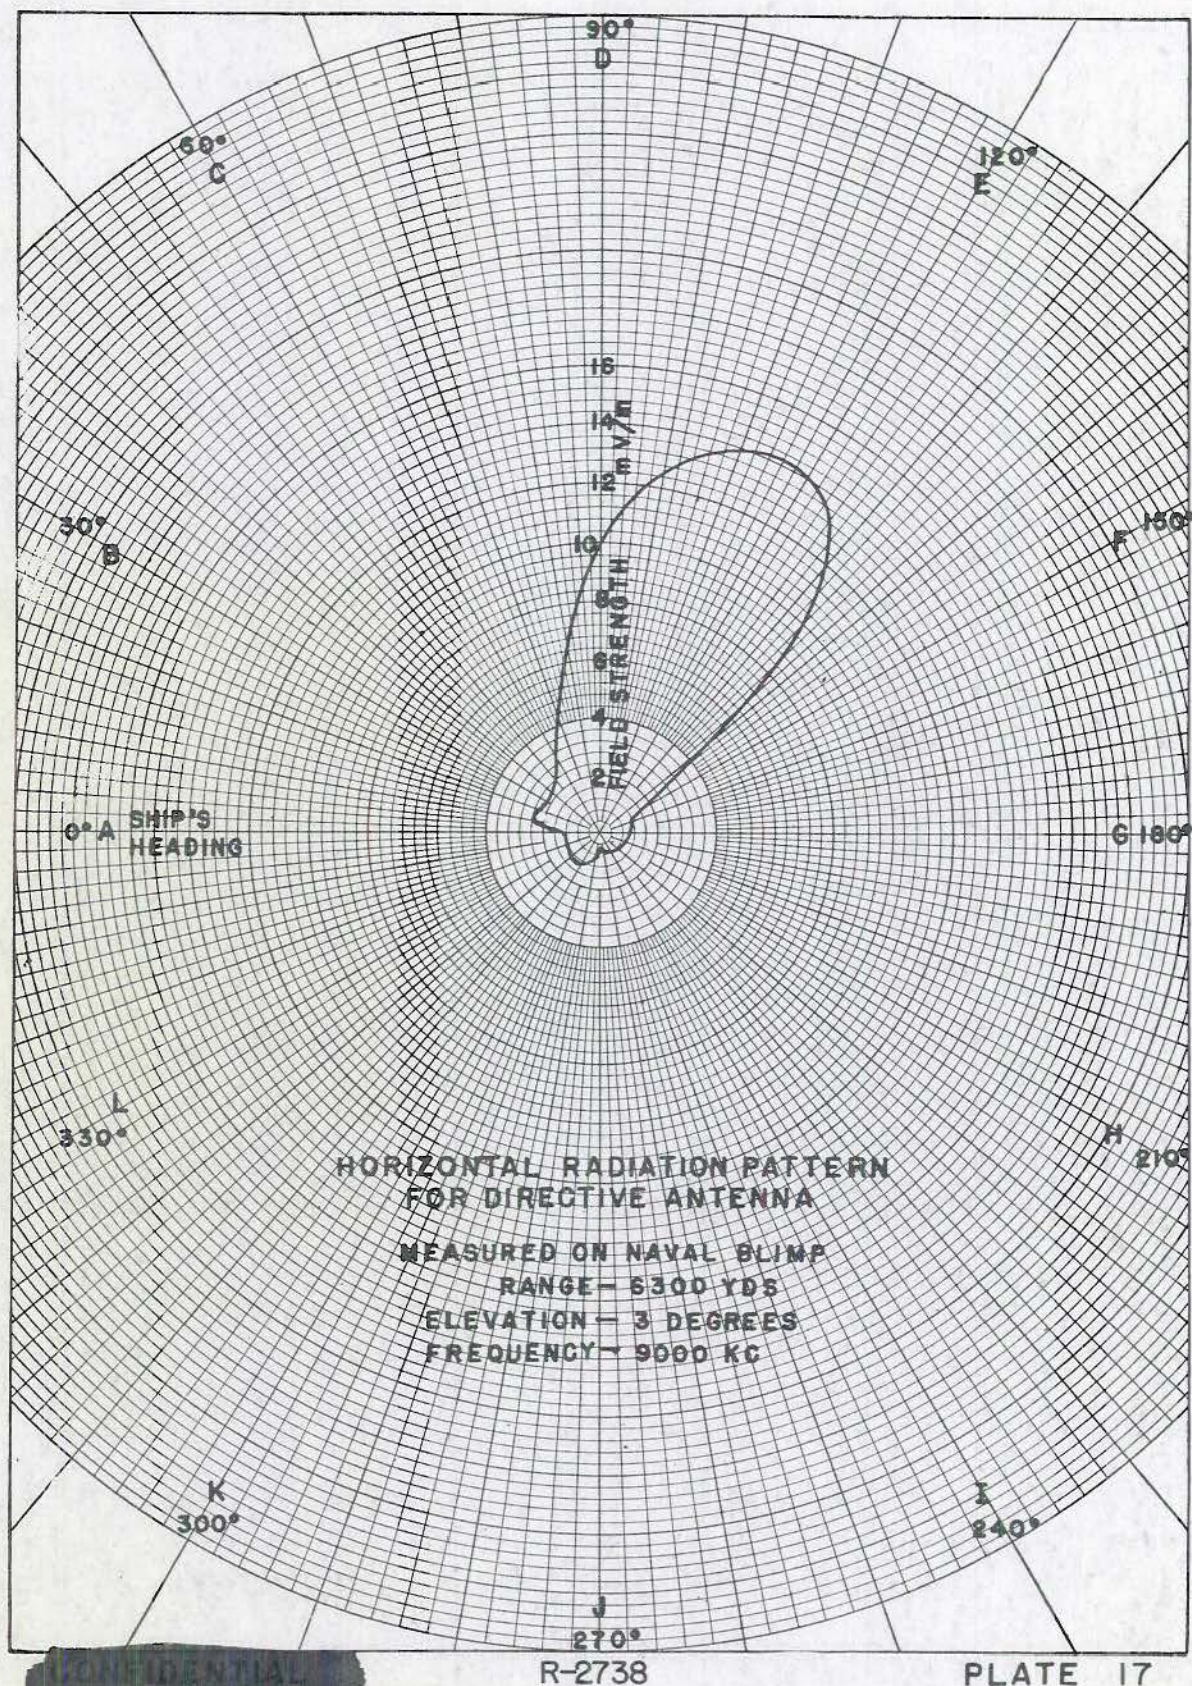 90°
D
60°
C
120°
E
16
14
12
mV/m
30°
B
150°
F
10
8
6
4
2
FIELD STRENGTH
0° A SHIP'S
HEADING
G 180°
L
330°
H
210°
HORIZONTAL RADIATION PATTERN
FOR DIRECTIVE ANTENNA
MEASURED ON NAVAL BLIMP
RANGE— 6300 YDS
ELEVATION — 3 DEGREES
FREQUENCY — 9000 KC
K
300°
I
240°
J
270°
CONFIDENTIAL
R-2738
PLATE 17